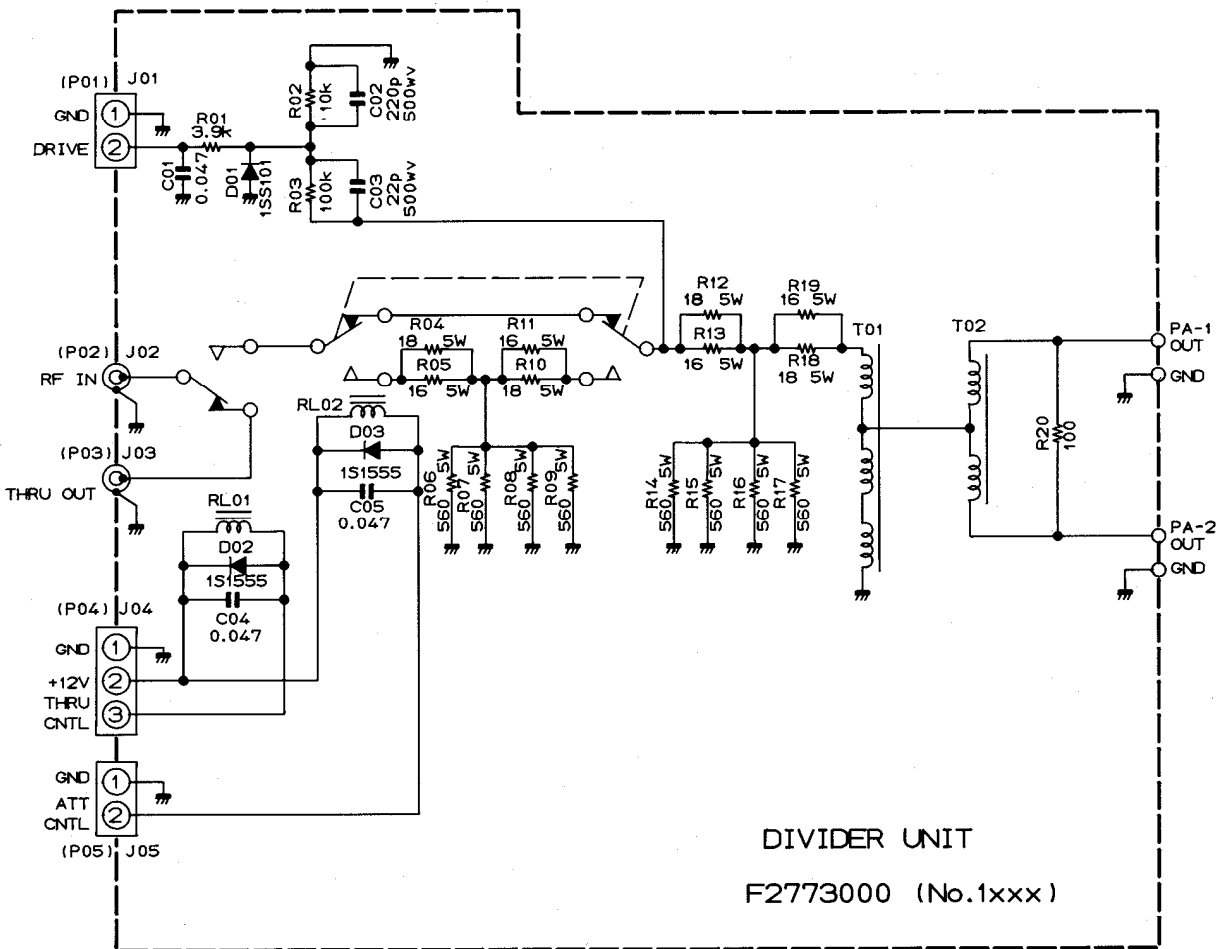 (P01) J01
GND 1
DRIVE 2
R01
3.9k
C01
0.047
D01
1SS101
R02
10k
C02
220p
500wv
R03
100k
C03
22p
500wv
(P02) J02
RF IN
(P03) J03
THRU OUT
R04
18 5W
R05
16 5W
R11
16 5W
R10
18 5W
R12
18 5W
R13
16 5W
R19
16 5W
R18
18 5W
T01
T02
PA-1
OUT
GND
R20
100
PA-2
OUT
GND
RL02
D03
1S1555
C05
0.047
R06
560
5W
R07
560
5W
R08
560
5W
R09
560
5W
R14
560
5W
R15
560
5W
R16
560
5W
R17
560
5W
RL01
D02
1S1555
C04
0.047
(P04) J04
GND 1
+12V 2
THRU
CNTL 3
GND 1
ATT
CNTL 2
(P05) J05
DIVIDER UNIT
F2773000 (No.1xxx)